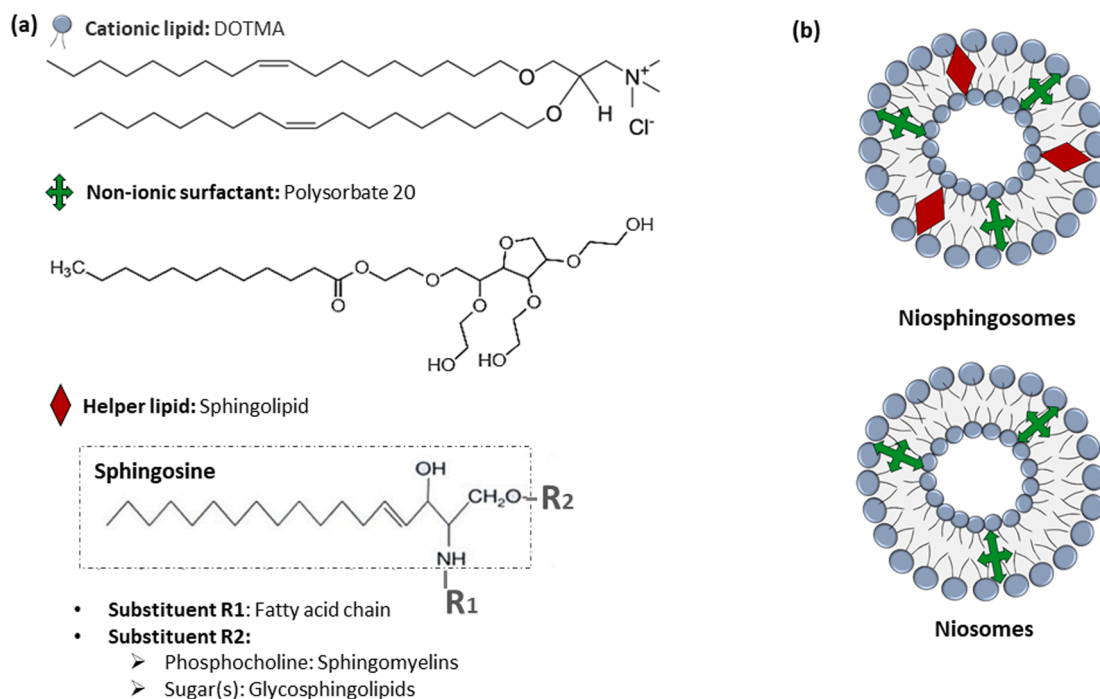 (a)
Cationic lipid: DOTMA
O
N+
O
H
Cl-
Non-ionic surfactant: Polysorbate 20
OH
O
H3C
O
O
O
O
O
O
HO
HO
Helper lipid: Sphingolipid
Sphingosine
OH
CH2O-R2
NH
R1
• Substituent R1: Fatty acid chain
• Substituent R2:
➢ Phosphocholine: Sphingomyelins
➢ Sugar(s): Glycosphingolipids
(b)
Niosphingosomes
Niosomes